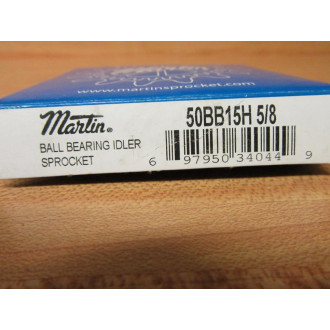 www.martinsprocket.com
Martin®
50BB15H 5/8
BALL BEARING IDLER
SPROCKET
6 97950 34044 9